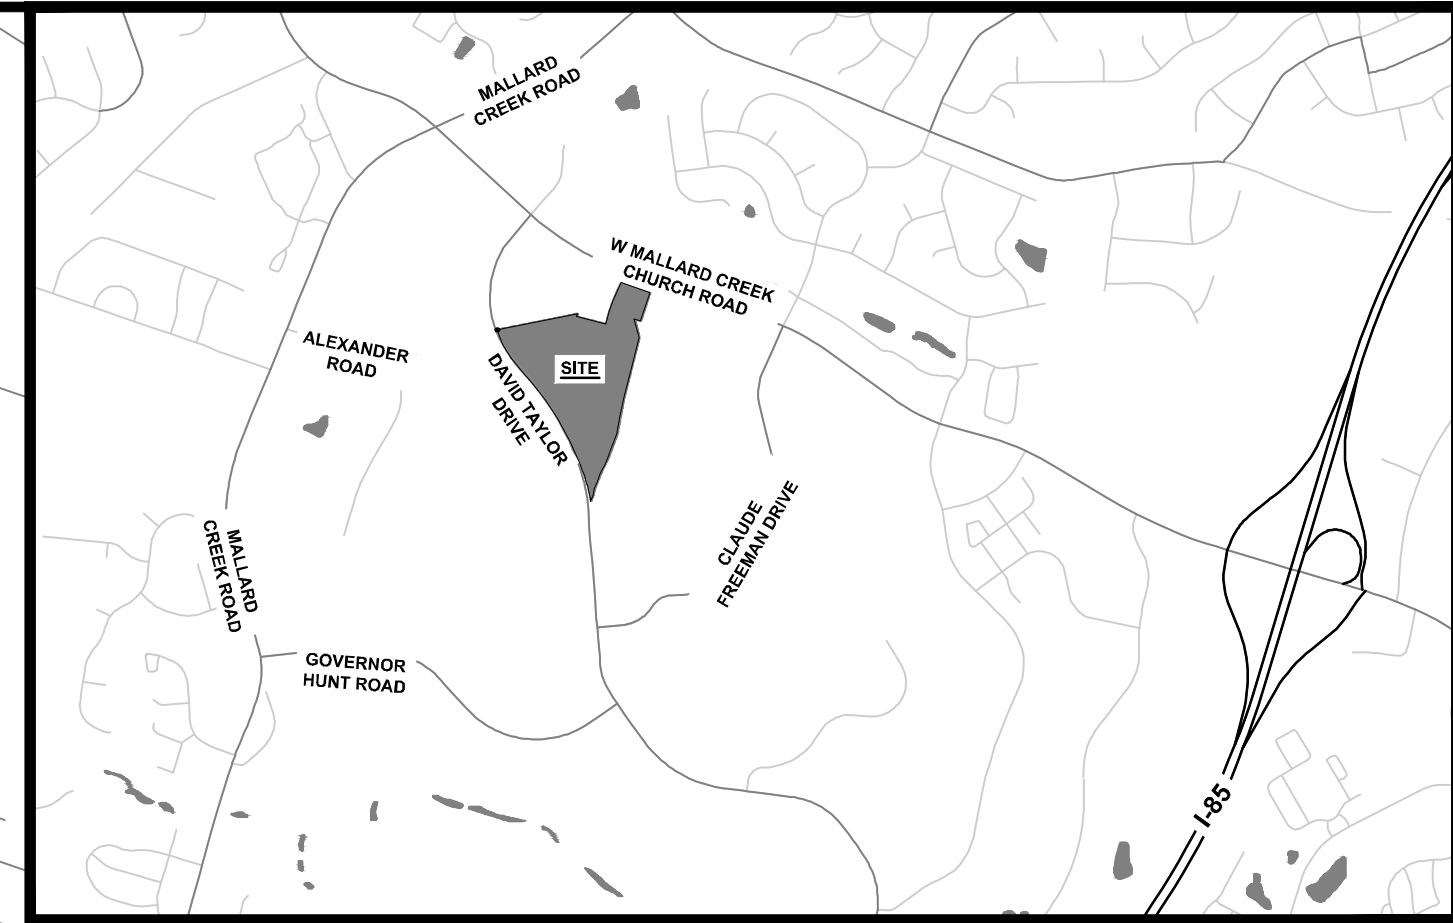 MALLARD
CREEK ROAD
W MALLARD CREEK
CHURCH ROAD
ALEXANDER
ROAD
SITE
DAVID TAYLOR
DRIVE
CLAUDE
FREEMAN DRIVE
MALLARD
CREEK ROAD
GOVERNOR
HUNT ROAD
I-85